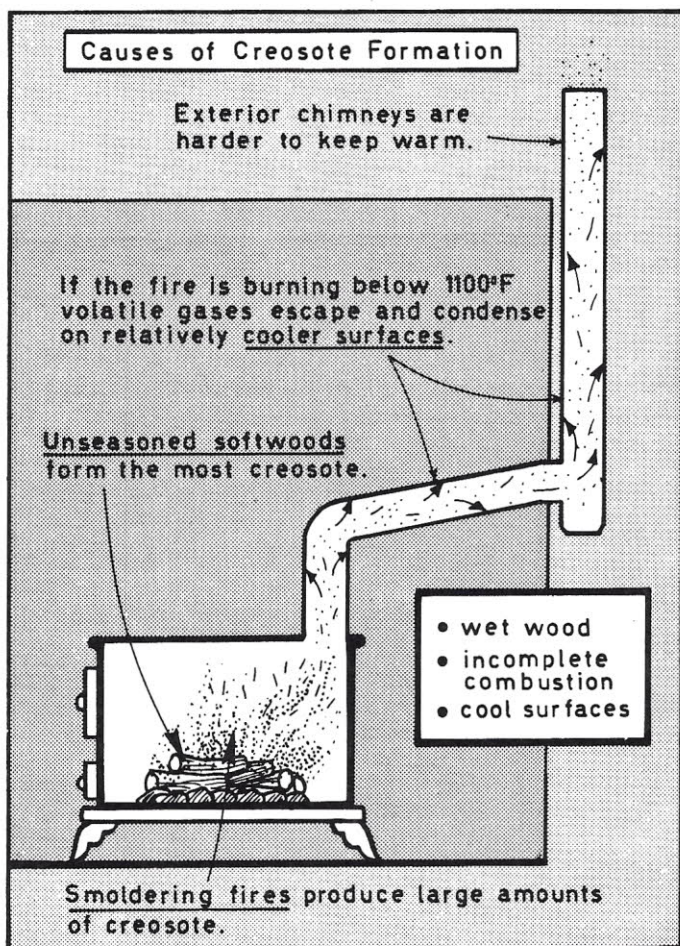 Causes of Creosote Formation
Exterior chimneys are
harder to keep warm.
If the fire is burning below 1100°F
volatile gases escape and condense
on relatively cooler surfaces.
Unseasoned softwoods
form the most creosote.
• wet wood
• incomplete
combustion
• cool surfaces
Smoldering fires produce large amounts
of creosote.